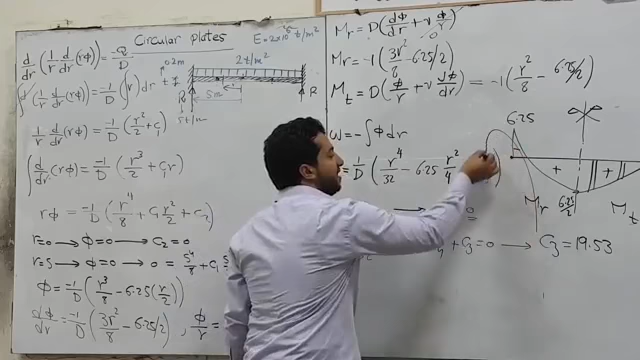 Circular plates
E=2×10⁶ t/m²
d/dr (1/r d/dr (rΦ)) = -Q/D
0.2m
2t/m²
∫d (1/r d/dr (rΦ)) = -1/D ∫r dr
+r
5m
R
R
5t/m
1/r d/dr (rΦ) = -1/D (r²/2 + C₁)
∫d/dr (rΦ) = -1/D (r³/2 + C₁r)
rΦ = -1/D (r⁴/8 + C₁ r²/2 + C₂)
r=0 → Φ=0 → C₂=0
r=5 → Φ=0 → 0 = 5⁴/8 + C₁ 5
Φ = -1/D (r³/8 - 6.25(r/2))
dΦ/dr = -1/D (3r²/8 - 6.25/2) , Φ/r =
Mr = D(dΦ/dr + ν Φ/r)
Mr = -1(3r²/8 - 6.25/2)
Mt = D(Φ/r + ν dΦ/dr) = -1(r²/8 - 6.25/2)
ω = -∫Φdr
= 1/D (r⁴/32 - 6.25 r²/4
0
+ C₃ = 0 → C₃ = 19.53
6.25
+
+
Mr
6.25/2
Mt